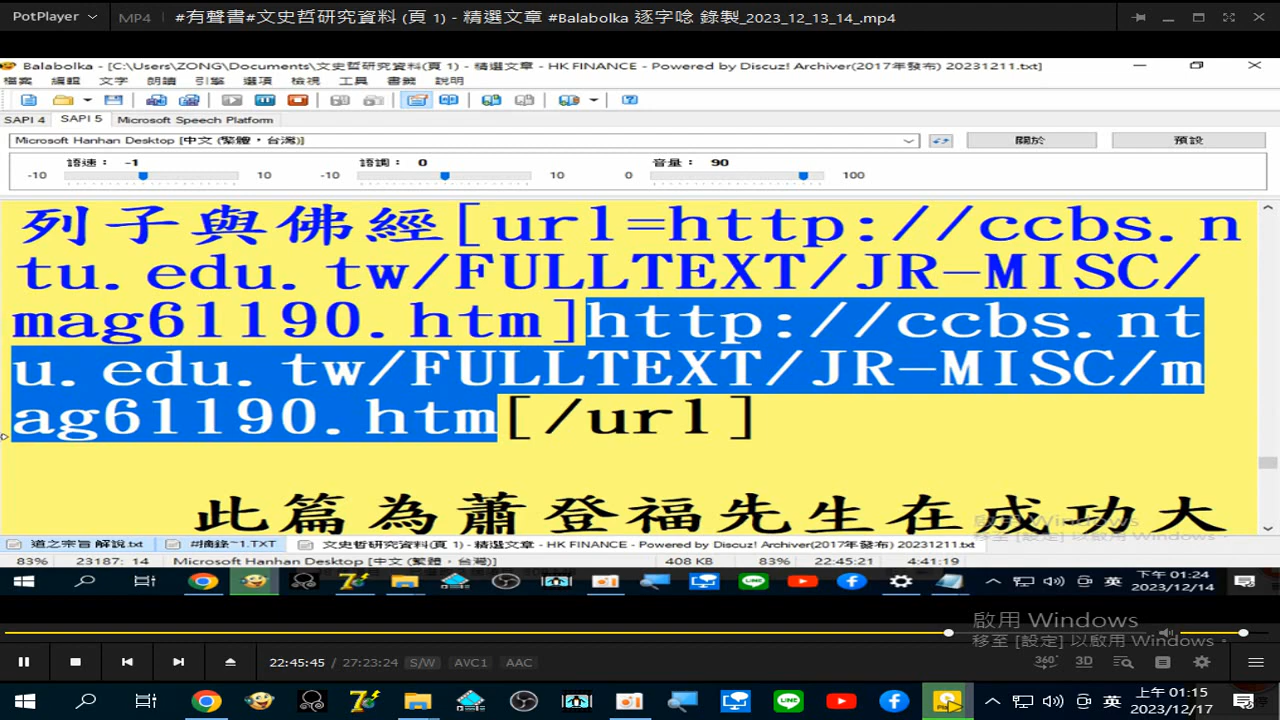 PotPlayer MP4 #有聲書#文史哲研究資料 (頁 1) - 精選文章 #Balabolka 逐字唸 錄製_2023_12_13_14_.mp4
Balabolka - [C:\Users\ZONG\Documents\文史哲研究資料(頁 1) - 精選文章 - HK FINANCE - Powered by Discuz! Archiver(2017年發布) 20231211.txt]
檔案 編輯 文字 朗讀 引擎 選項 檢視 工具 書籤 說明
SAPI 4 SAPI 5 Microsoft Speech Platform
Microsoft Hanhan Desktop [中文 (繁體，台灣)] 關於 預設
語速： -1 語調： 0 音量： 90
-10 10 -10 10 0 100
列子與佛經[url=http://ccbs.n
tu.edu.tw/FULLTEXT/JR-MISC/
mag61190.htm]http://ccbs.nt
u.edu.tw/FULLTEXT/JR-MISC/m
ag61190.htm[/url]
此篇為蕭登福先生在成功大
啟用 Windows
移至 [設定] 以啟用 Windows。
道之宗旨 解說.txt #摘錄~1.TXT 文史哲研究資料(頁 1) - 精選文章 - HK FINANCE - Powered by Discuz! Archiver(2017年發布) 20231211.txt
83% 23187: 14 Microsoft Hanhan Desktop [中文 (繁體，台灣)] 408 KB 83% 22:45:21 4:41:19
英 下午 01:24
2023/12/14
啟用 Windows
移至 [設定] 以啟用 Windows。
22:45:45 / 27:23:24 S/W AVC1 AAC 360° 3D
英 上午 01:15
2023/12/17